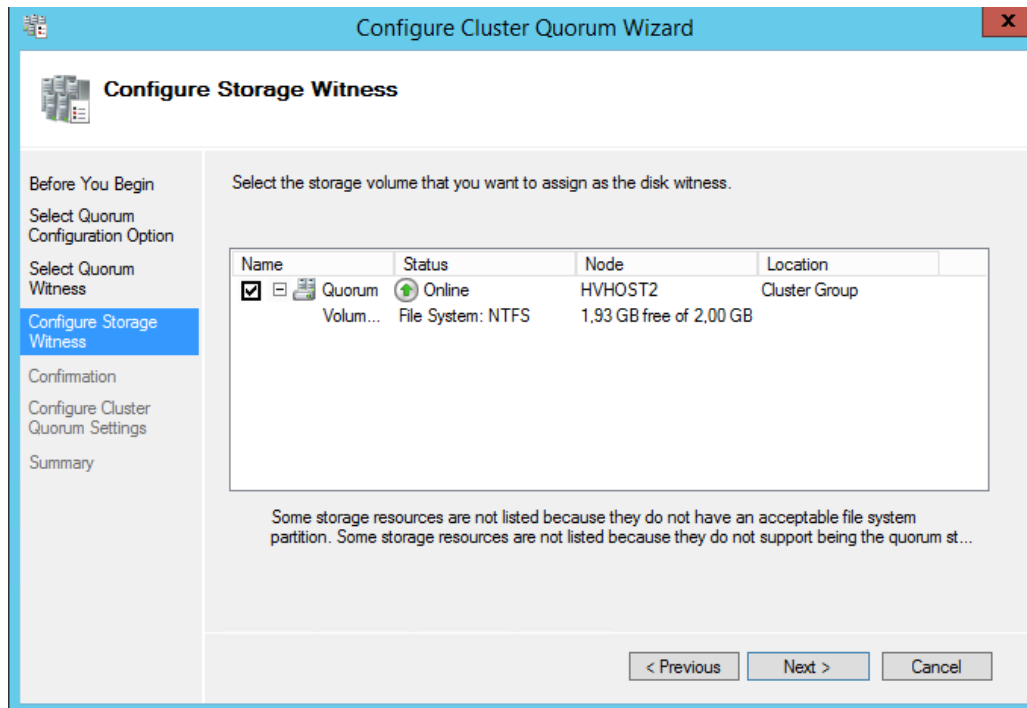 Configure Cluster Quorum Wizard
x
Configure Storage Witness
Before You Begin
Select Quorum
Configuration Option
Select Quorum
Witness
Configure Storage
Witness
Confirmation
Configure Cluster
Quorum Settings
Summary
Select the storage volume that you want to assign as the disk witness.
Name Status Node Location
Quorum Online HVHOST2 Cluster Group
Volum... File System: NTFS 1,93 GB free of 2,00 GB
Some storage resources are not listed because they do not have an acceptable file system
partition. Some storage resources are not listed because they do not support being the quorum st...
< Previous Next > Cancel